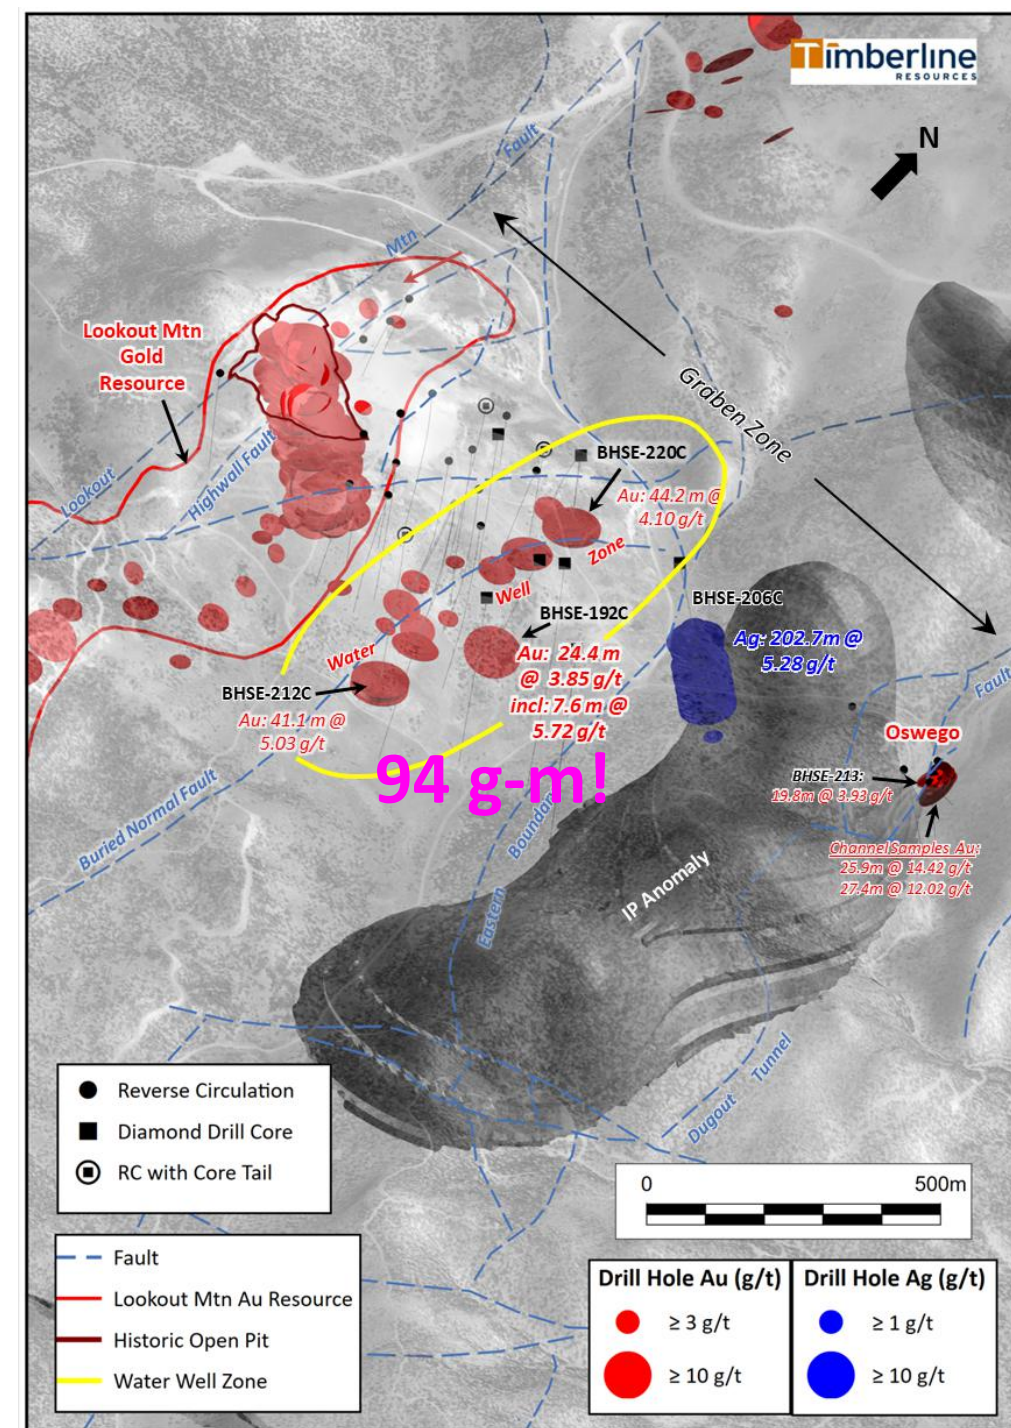 Timberline
RESOURCES
N
Fault
Mtn
Lookout
Lookout Mtn
Gold
Resource
Highwall Fault
Graben Zone
BHSE-220C
Au: 44.2 m @
4.10 g/t
Zone
Well
Water
BHSE-192C
Au: 24.4 m
@ 3.85 g/t
incl: 7.6 m @
5.72 g/t
BHSE-206C
Ag: 202.7m @
5.28 g/t
BHSE-212C
Au: 41.1 m @
5.03 g/t
94 g-m!
Fault
Oswego
BHSE-213:
19.8m @ 3.93 g/t
Channel Samples Au:
25.9m @ 14.42 g/t
27.4m @ 12.02 g/t
Buried Normal Fault
Boundary
Eastern
IP Anomaly
Dugout Tunnel
Reverse Circulation
Diamond Drill Core
RC with Core Tail
0 500m
Fault
Lookout Mtn Au Resource
Historic Open Pit
Water Well Zone
Drill Hole Au (g/t)
≥ 3 g/t
≥ 10 g/t
Drill Hole Ag (g/t)
≥ 1 g/t
≥ 10 g/t